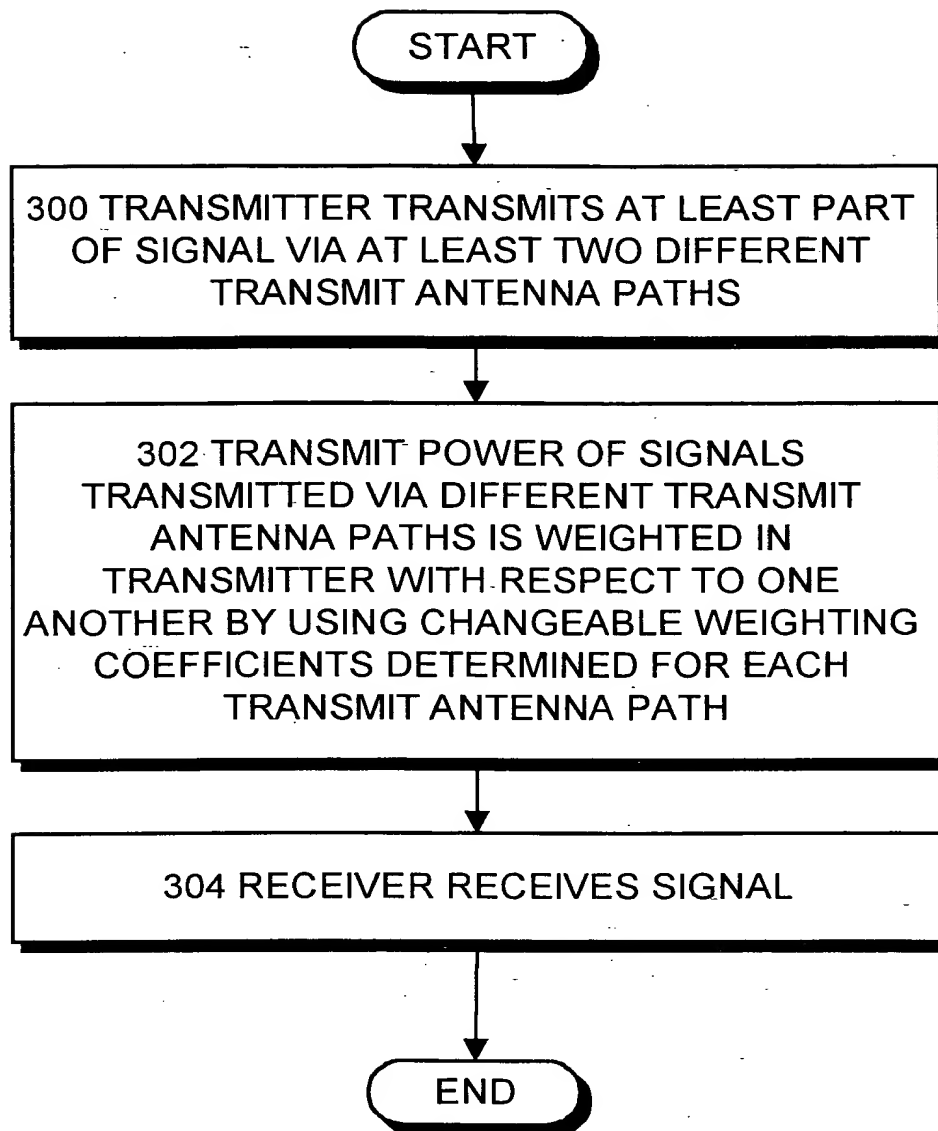 START
300 TRANSMITTER TRANSMITS AT LEAST PART
OF SIGNAL VIA AT LEAST TWO DIFFERENT
TRANSMIT ANTENNA PATHS
302 TRANSMIT POWER OF SIGNALS
TRANSMITTED VIA DIFFERENT TRANSMIT
ANTENNA PATHS IS WEIGHTED IN
TRANSMITTER WITH RESPECT TO ONE
ANOTHER BY USING CHANGEABLE WEIGHTING
COEFFICIENTS DETERMINED FOR EACH
TRANSMIT ANTENNA PATH
304 RECEIVER RECEIVES SIGNAL
END